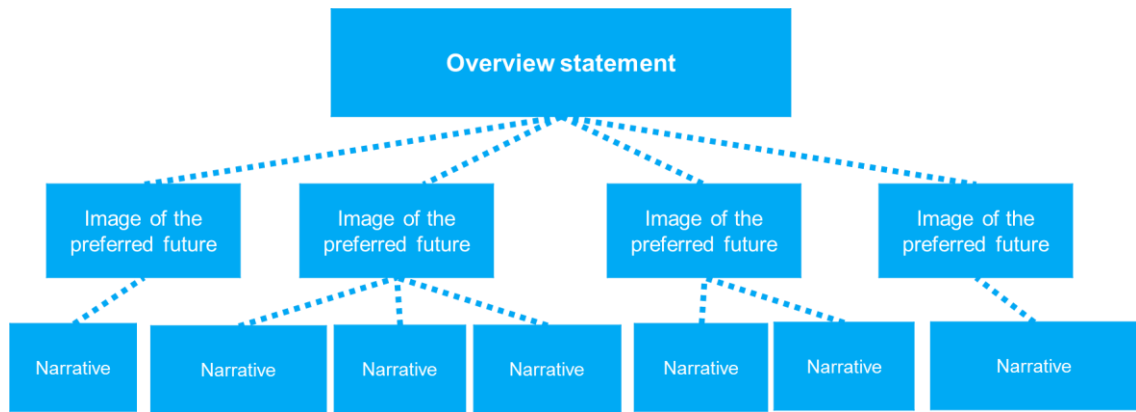 Overview statement
Image of the
preferred future
Image of the
preferred future
Image of the
preferred future
Image of the
preferred future
Narrative
Narrative
Narrative
Narrative
Narrative
Narrative
Narrative